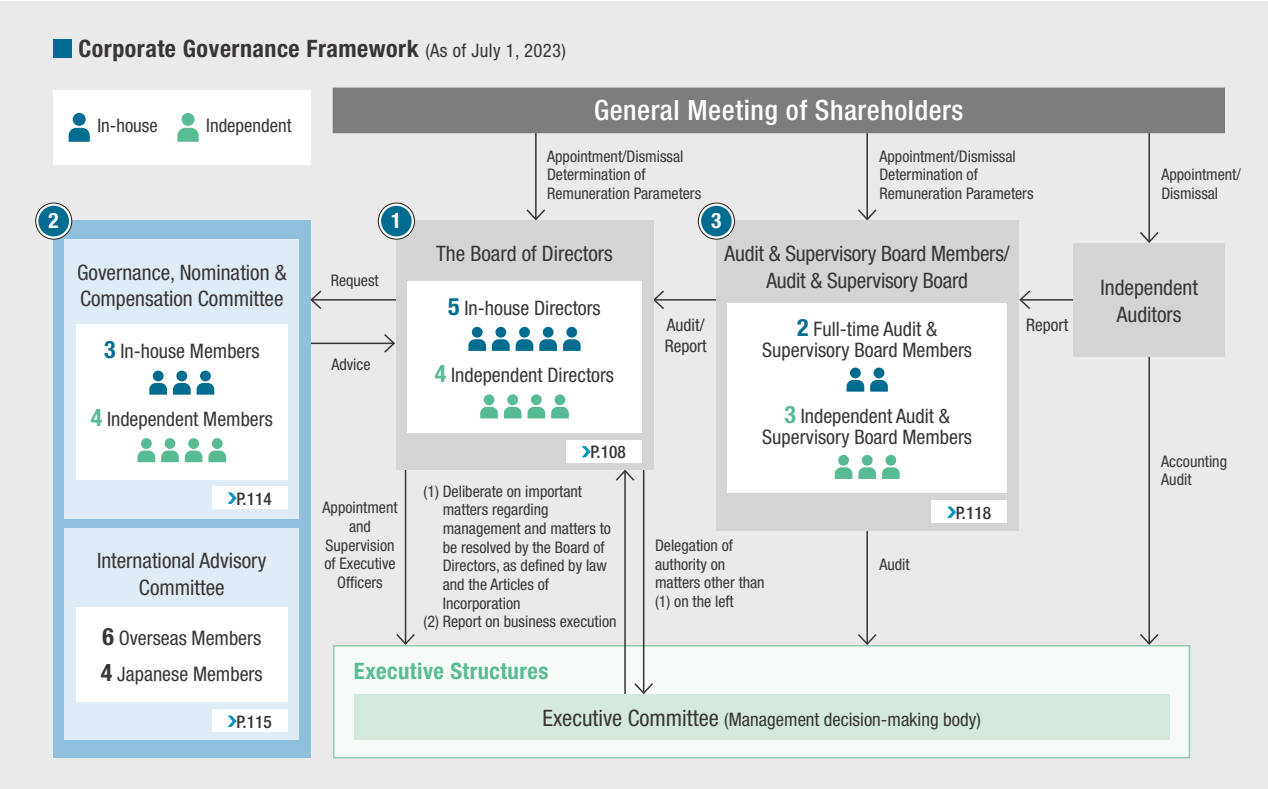 Corporate Governance Framework (As of July 1, 2023)
In-house
Independent
General Meeting of Shareholders
Appointment/Dismissal
Determination of
Remuneration Parameters
Appointment/Dismissal
Determination of
Remuneration Parameters
Appointment/
Dismissal
2
Governance, Nomination &
Compensation Committee
3 In-house Members
4 Independent Members
P.114
International Advisory
Committee
6 Overseas Members
4 Japanese Members
P.115
Request
Advice
1
The Board of Directors
5 In-house Directors
4 Independent Directors
P.108
Audit/
Report
3
Audit & Supervisory Board Members/
Audit & Supervisory Board
2 Full-time Audit &
Supervisory Board Members
3 Independent Audit &
Supervisory Board Members
P.118
Report
Independent
Auditors
Appointment
and
Supervision
of Executive
Officers
(1) Deliberate on important
matters regarding
management and matters to
be resolved by the Board of
Directors, as defined by law
and the Articles of
Incorporation
(2) Report on business execution
Delegation of
authority on
matters other than
(1) on the left
Audit
Accounting
Audit
Executive Structures
Executive Committee (Management decision-making body)